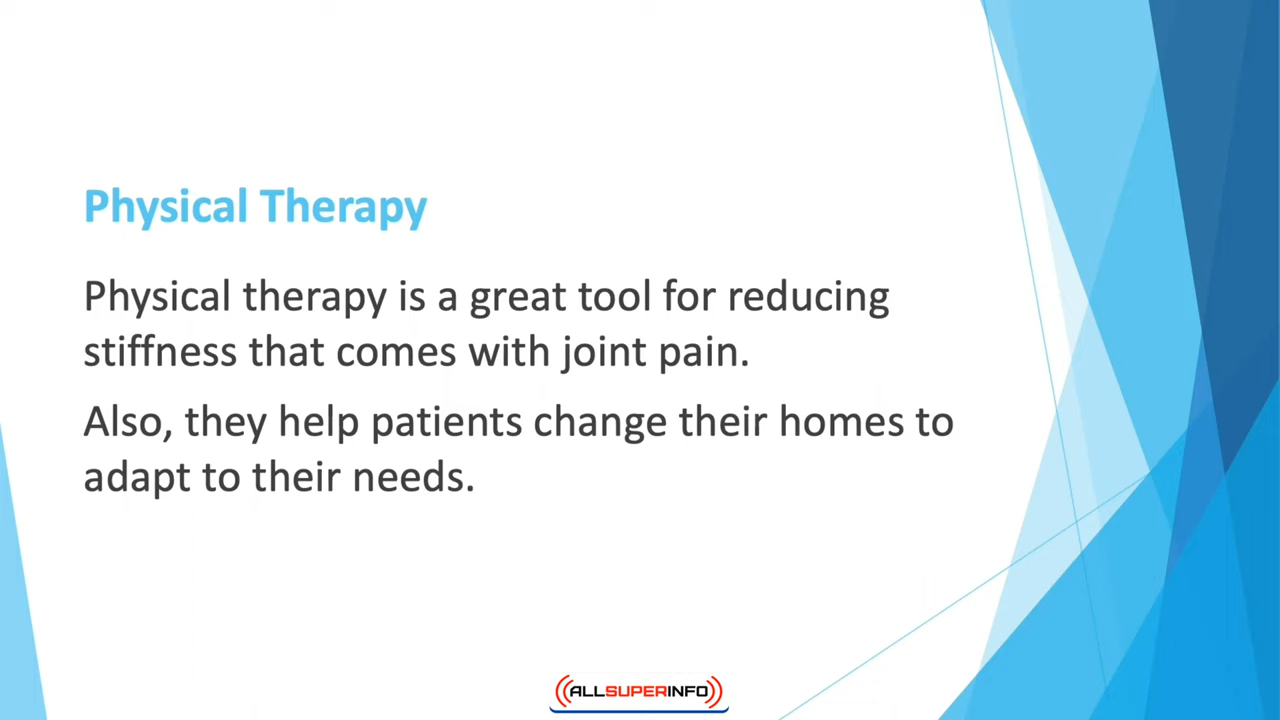 Physical Therapy
Physical therapy is a great tool for reducing
stiffness that comes with joint pain.
Also, they help patients change their homes to
adapt to their needs.
ALLSUPERINFO